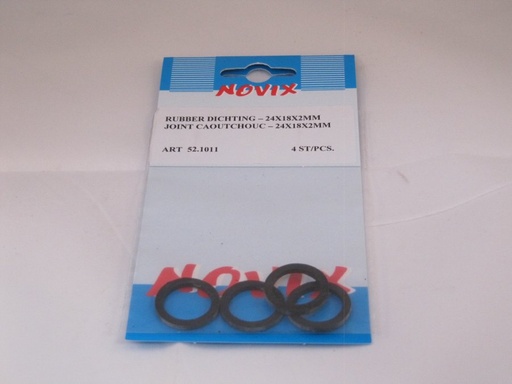 NOVIX
RUBBER DICHTING – 24X18X2MM
JOINT CAOUTCHOUC – 24X18X2MM
ART 52.1011 4 ST/PCS.
NOVIX